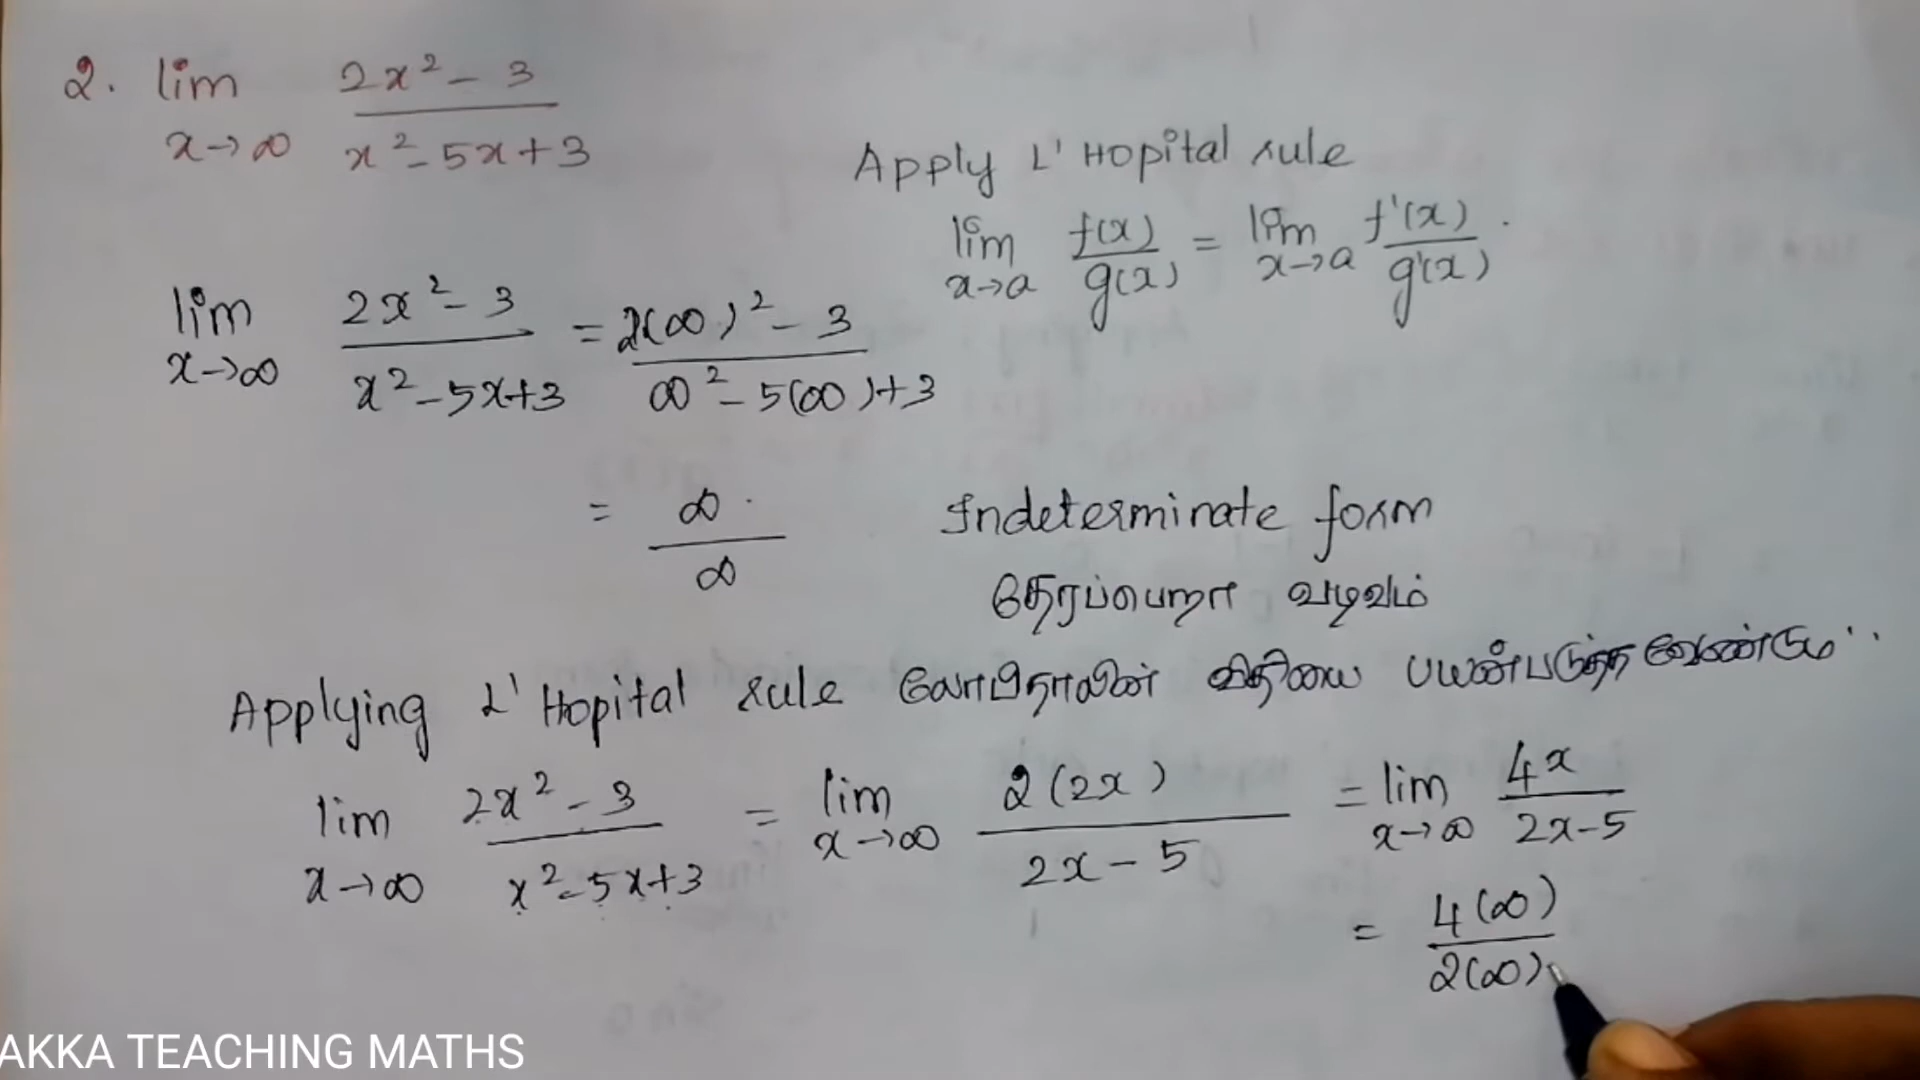 2. lim 2x² - 3
x→∞ x² - 5x + 3
Apply L' Hopital rule
lim f(x) = lim f'(x) .
x→a g(x) x→a g'(x)
lim 2x² - 3 = 2(∞)² - 3
x→∞ x² - 5x + 3 ∞² - 5(∞) + 3
= ∞ Indeterminate form
∞
தேரப்பெறா வடிவம்
Applying L' Hopital rule லோபிதாலின் விதியை பயன்படுத்த வேண்டும்
lim 2x² - 3 = lim 2(2x) = lim 4x
x→∞ x² - 5x + 3 x→∞ 2x - 5 x→∞ 2x - 5
= 4(∞)
2(∞)
AKKA TEACHING MATHS